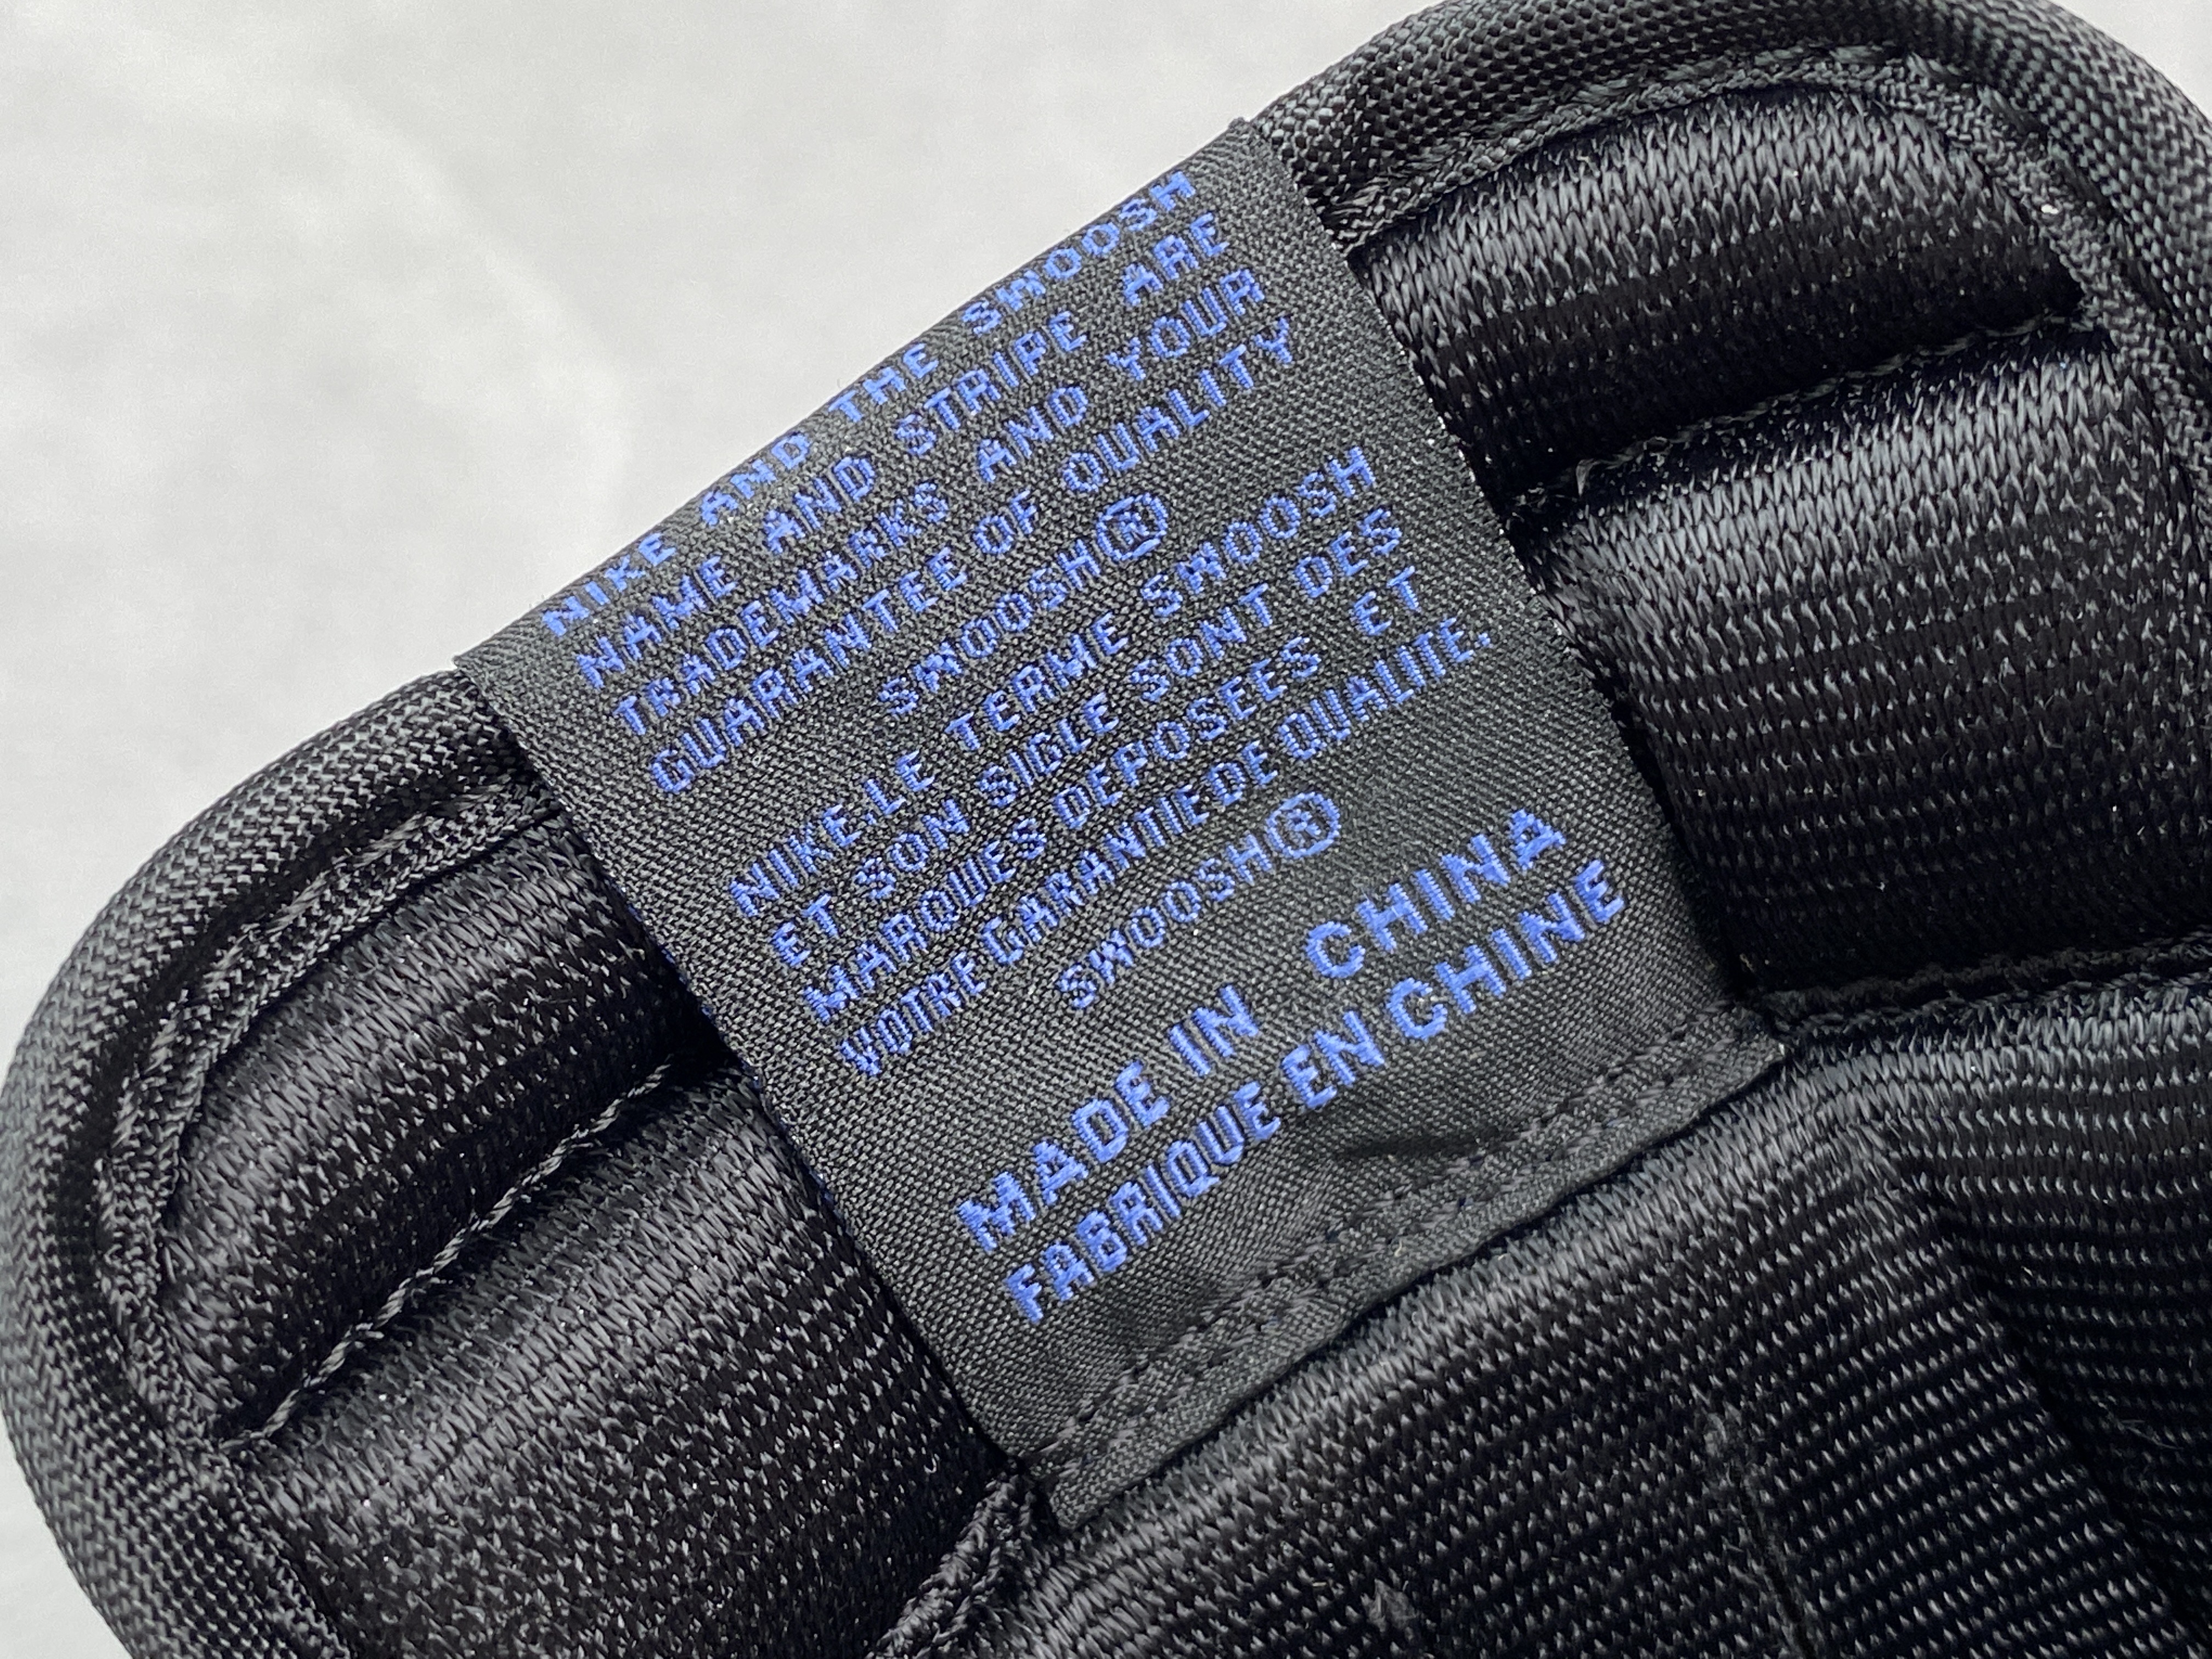 NIKE AND THE SWOOSH
NAME AND STRIPE ARE
TRADEMARKS AND YOUR
GUARANTEE OF QUALITY
SWOOSH®
NIKE.LE TERME SWOOSH
ET SON SIGLE SONT DES
MARQUES DEPOSEES ET
VOTRE GARANTIE DE QUALITE.
SWOOSH®
MADE IN CHINA
FABRIQUE EN CHINE